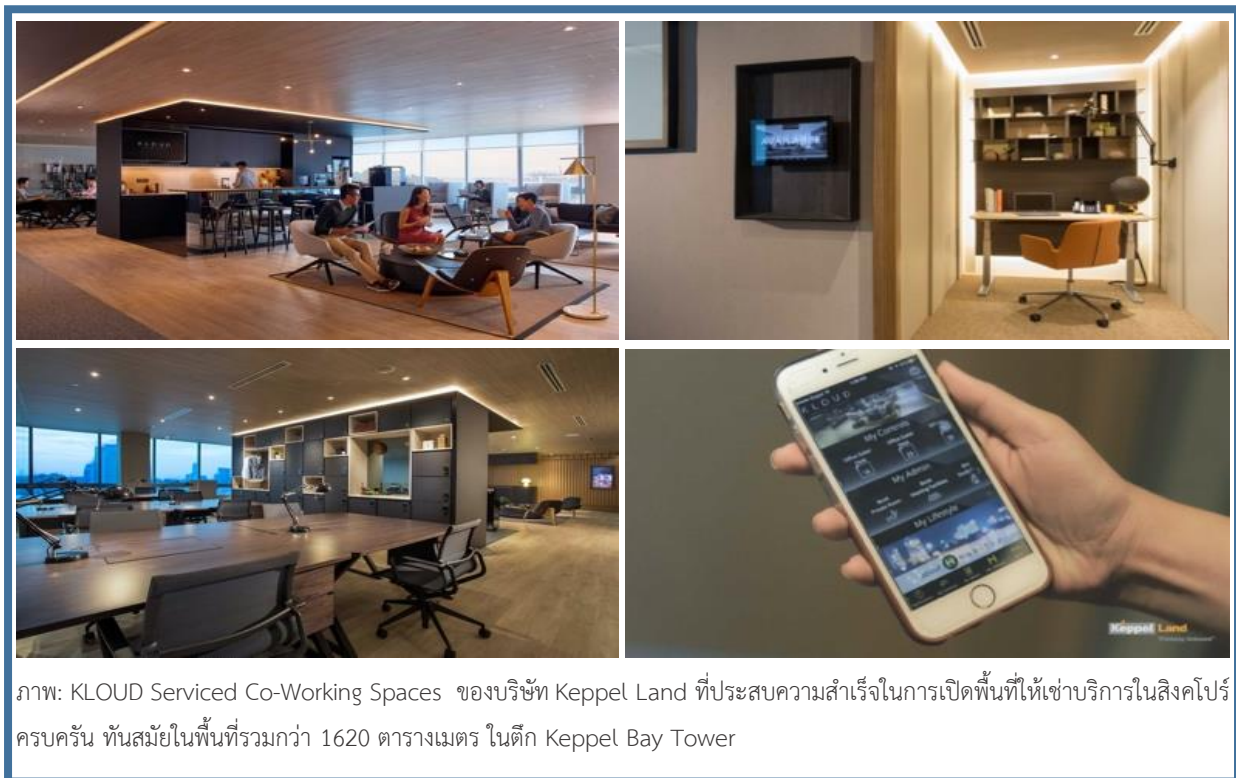 KLOUD
AVAILABLE
KLOUD
My Controls
My Admin
My Lifestyle
Keppel Land
ภาพ: KLOUD Serviced Co-Working Spaces ของบริษัท Keppel Land ที่ประสบความสำเร็จในการเปิดพื้นที่ให้เช่าบริการในสิงคโปร์
ครบครัน ทันสมัยในพื้นที่รวมกว่า 1620 ตารางเมตร ในตึก Keppel Bay Tower